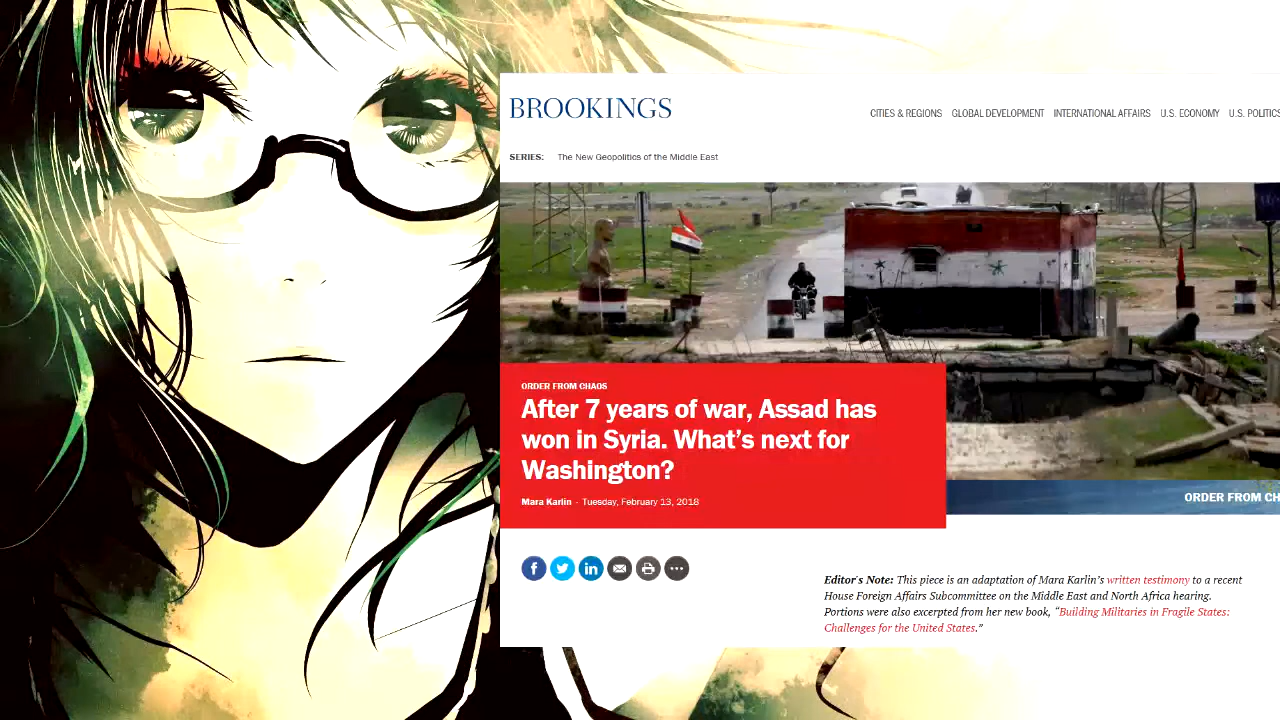 BROOKINGS
CITIES & REGIONS GLOBAL DEVELOPMENT INTERNATIONAL AFFAIRS U.S. ECONOMY U.S. POLITICS
SERIES: The New Geopolitics of the Middle East
ORDER FROM CHAOS
After 7 years of war, Assad has
won in Syria. What's next for
Washington?
Mara Karlin - Tuesday, February 13, 2018
ORDER FROM CH
Editor's Note: This piece is an adaptation of Mara Karlin's written testimony to a recent
House Foreign Affairs Subcommittee on the Middle East and North Africa hearing.
Portions were also excerpted from her new book, “Building Militaries in Fragile States:
Challenges for the United States.”